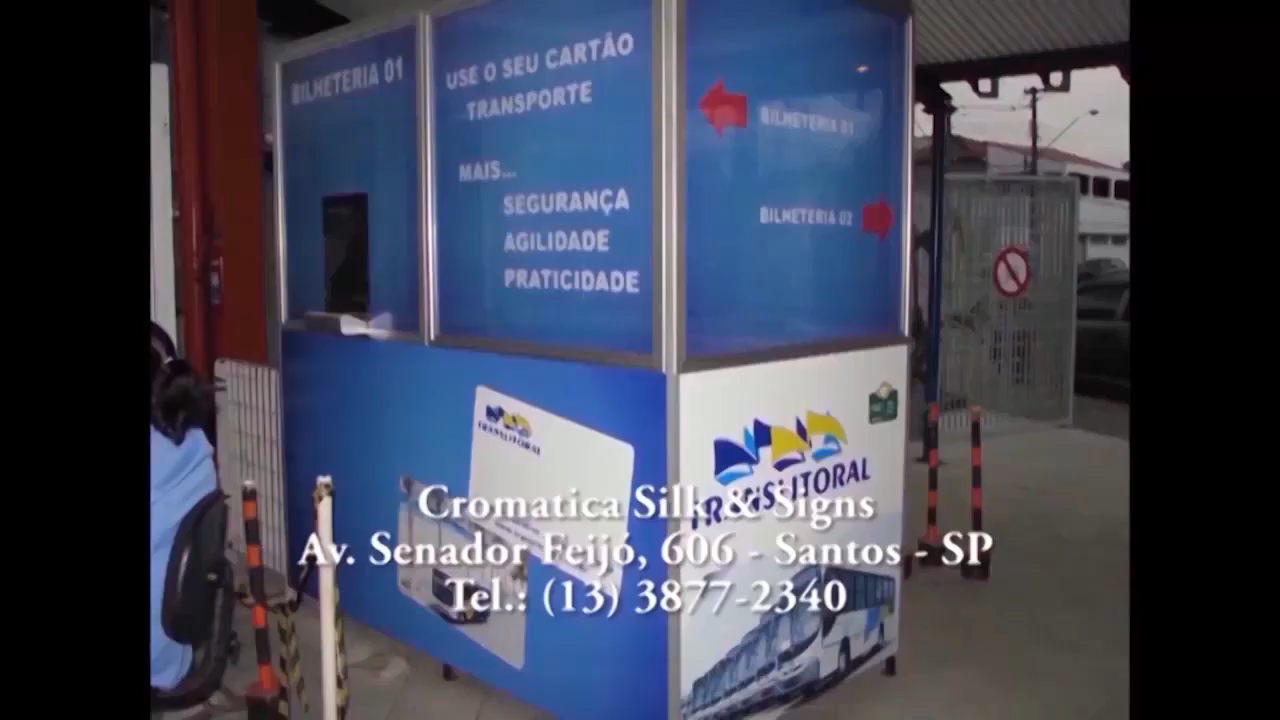 BILHETERIA 01
USE O SEU CARTÃO
TRANSPORTE
MAIS...
SEGURANÇA
AGILIDADE
PRATICIDADE
BILHETERIA 01
BILHETERIA 02
TRANSLITORAL
TRANSLITORAL
Cromatica Silk & Signs
Av. Senador Feijó, 606 - Santos - SP
Tel.: (13) 3877-2340